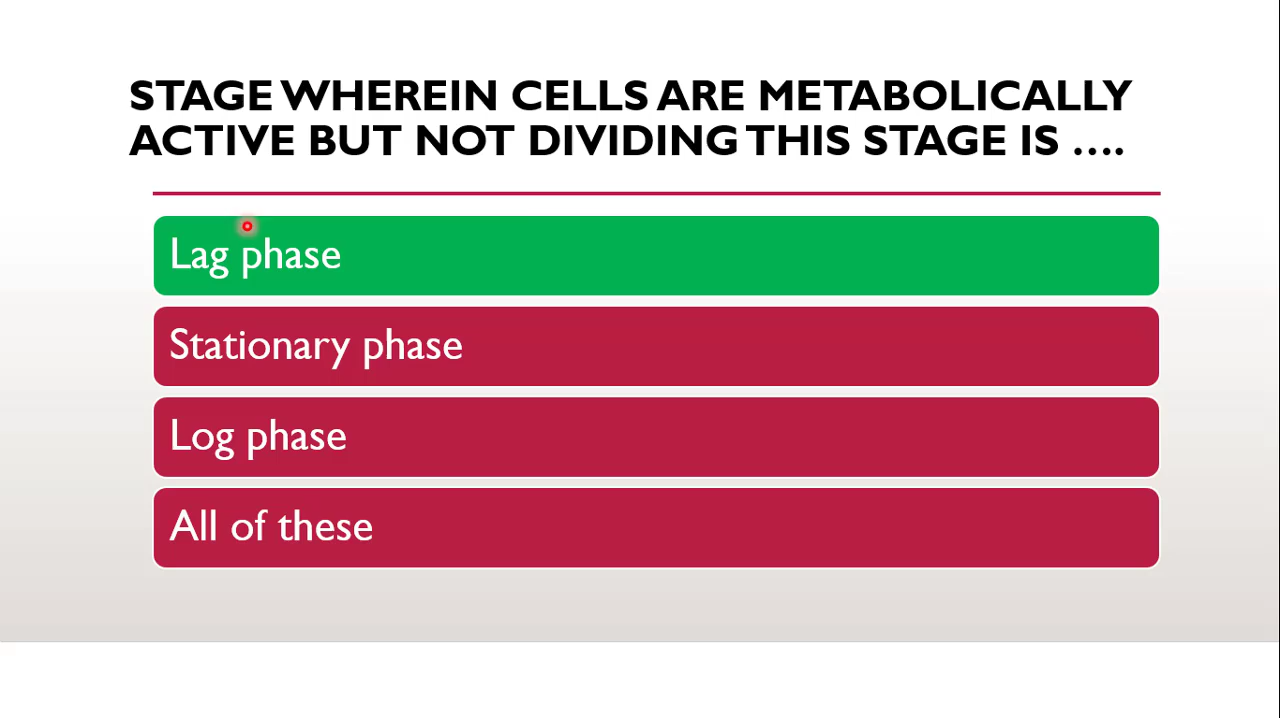 STAGE WHEREIN CELLS ARE METABOLICALLY
ACTIVE BUT NOT DIVIDING THIS STAGE IS ....
Lag phase
Stationary phase
Log phase
All of these